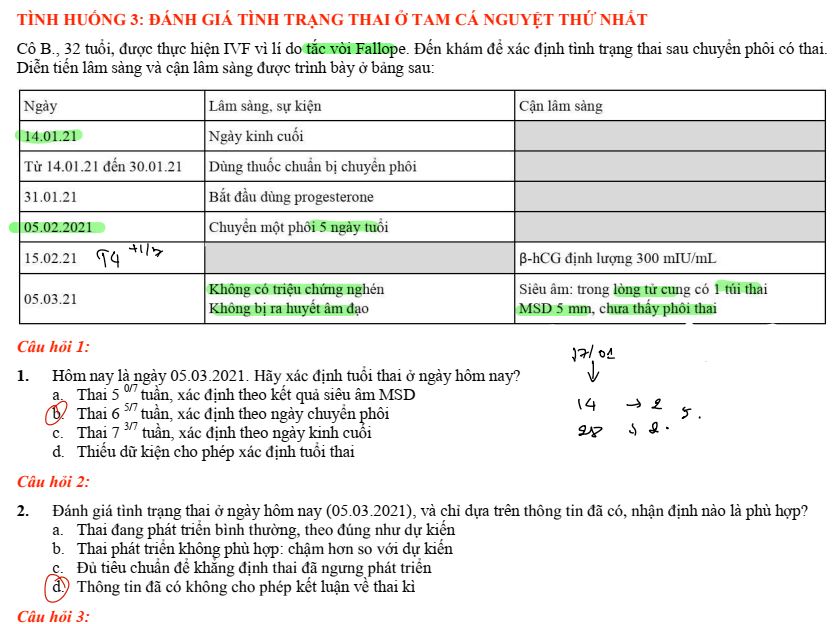 TÌNH HUỐNG 3: ĐÁNH GIÁ TÌNH TRẠNG THAI Ở TAM CÁ NGUYỆT THỨ NHẤT
Cô B., 32 tuổi, được thực hiện IVF vì lí do tắc vòi Fallope. Đến khám để xác định tình trạng thai sau chuyển phôi có thai.
Diễn tiến lâm sàng và cận lâm sàng được trình bày ở bảng sau:
Ngày Lâm sàng, sự kiện Cận lâm sàng
14.01.21 Ngày kinh cuối
Từ 14.01.21 đến 30.01.21 Dùng thuốc chuẩn bị chuyển phôi
31.01.21 Bắt đầu dùng progesterone
05.02.2021 Chuyển một phôi 5 ngày tuổi
15.02.21 T4 +1/7 β-hCG định lượng 300 mIU/mL
05.03.21 Không có triệu chứng nghén Siêu âm: trong lòng tử cung có 1 túi thai
Không bị ra huyết âm đạo MSD 5 mm, chưa thấy phôi thai
Câu hỏi 1:
17/01
1. Hôm nay là ngày 05.03.2021. Hãy xác định tuổi thai ở ngày hôm nay?
a. Thai 5 0/7 tuần, xác định theo kết quả siêu âm MSD
b. Thai 6 5/7 tuần, xác định theo ngày chuyển phôi
14 → 2
5.
c. Thai 7 3/7 tuần, xác định theo ngày kinh cuối
28 → 2.
d. Thiếu dữ kiện cho phép xác định tuổi thai
Câu hỏi 2:
2. Đánh giá tình trạng thai ở ngày hôm nay (05.03.2021), và chỉ dựa trên thông tin đã có, nhận định nào là phù hợp?
a. Thai đang phát triển bình thường, theo đúng như dự kiến
b. Thai phát triển không phù hợp: chậm hơn so với dự kiến
c. Đủ tiêu chuẩn để khẳng định thai đã ngưng phát triển
d. Thông tin đã có không cho phép kết luận về thai kì
Câu hỏi 3: